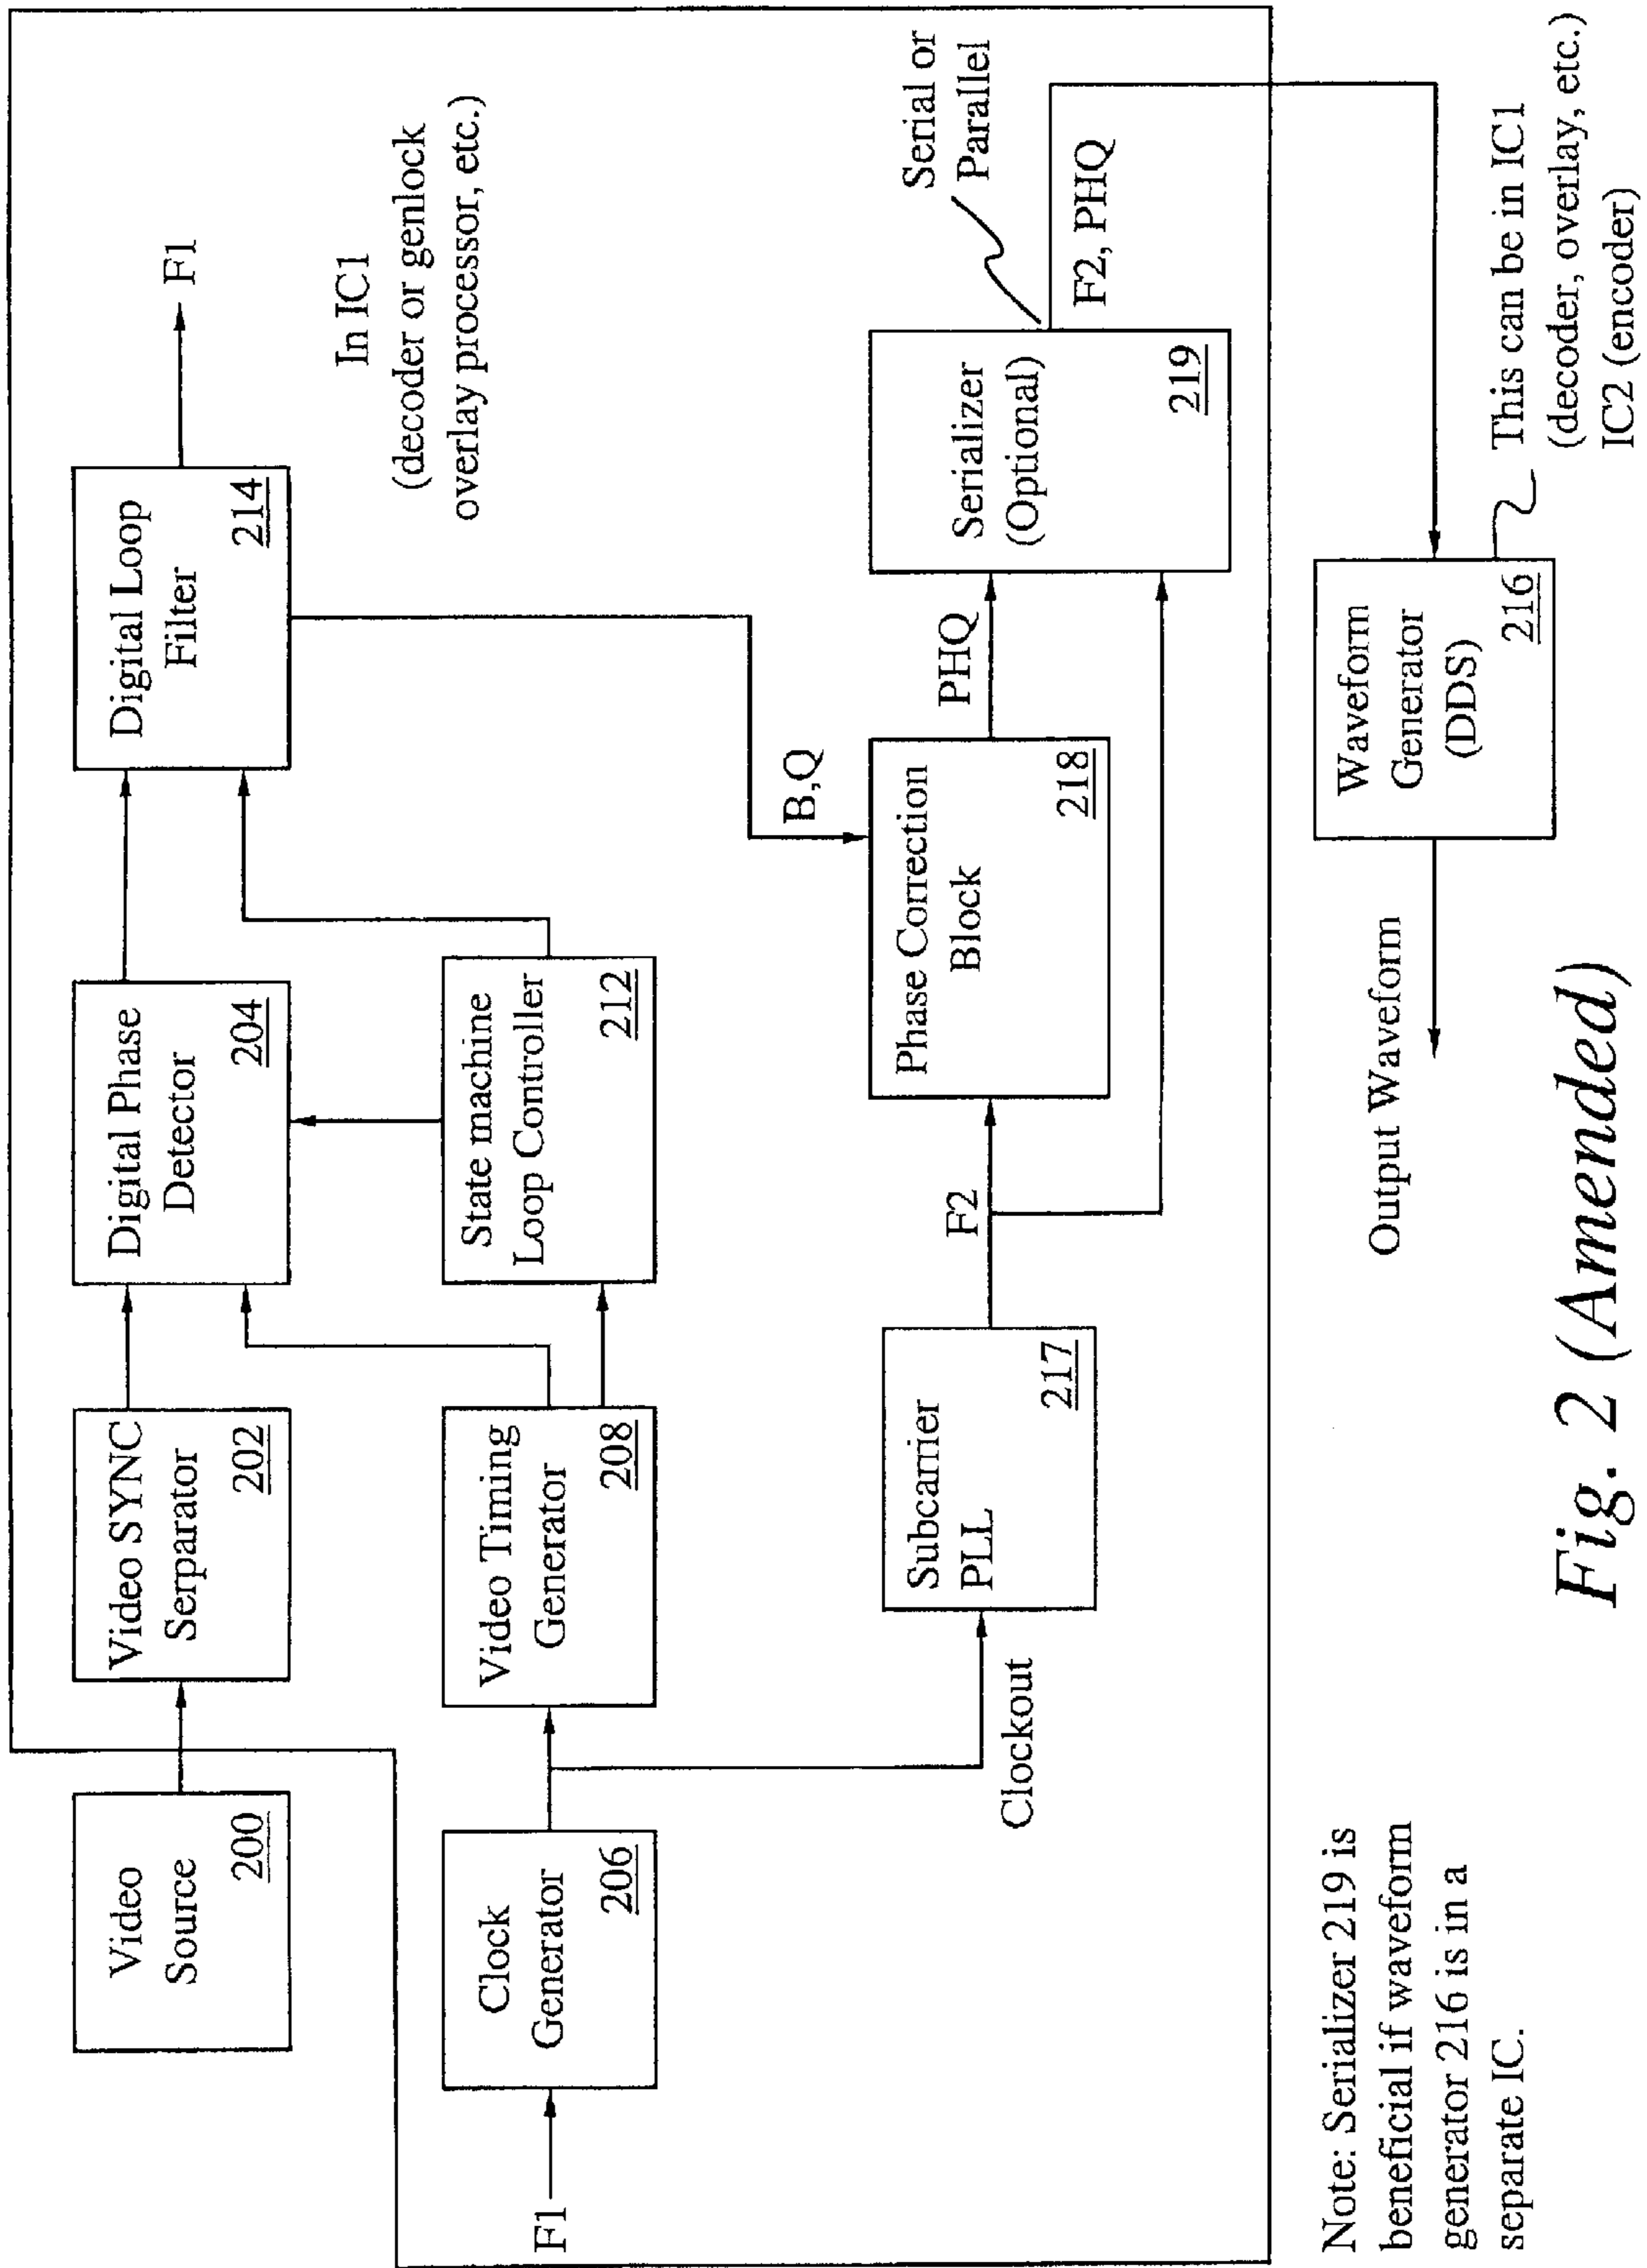 Video
Source
200
Video SYNC
Serparator
202
Digital Phase
Detector
204
Digital Loop
Filter
214
F1
In IC1
(decoder or genlock
overlay processor, etc.)
F1
Clock
Generator
206
Video Timing
Generator
208
State machine
Loop Controller
212
B,Q
Clockout
Subcarrier
PLL
217
F2
Phase Correction
Block
218
PHQ
Serializer
(Optional)
219
Serial or
Parallel
F2, PHQ
Output Waveform
Waveform
Generator
(DDS)
216
This can be in IC1
(decoder, overlay, etc.)
IC2 (encoder)
Note: Serializer 219 is
beneficial if waveform
generator 216 is in a
separate IC.
Fig. 2 (Amended)